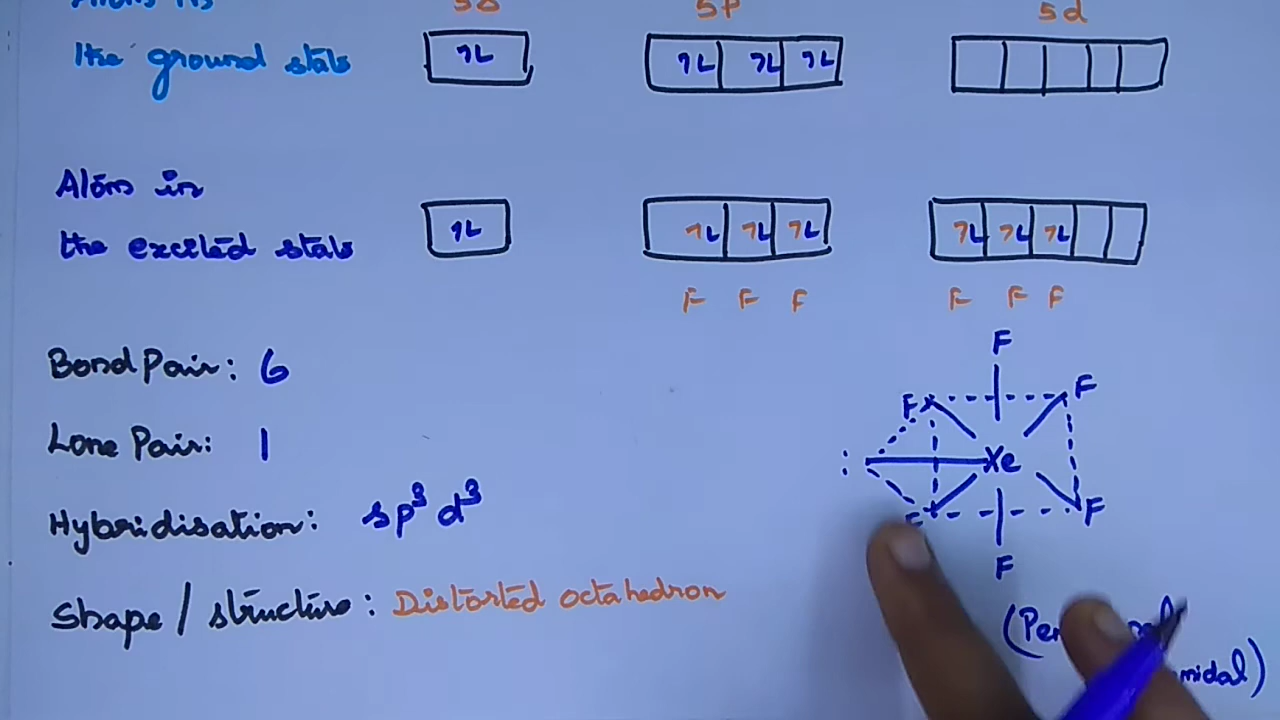 5s 5p 5d
the ground state
Atom in
the excited state
F F F F F F
Bond Pair: 6
Lone Pair: 1
Hybridisation: sp³d³
Shape / structure: Distorted octahedron
F
F F
: Xe
F F
F